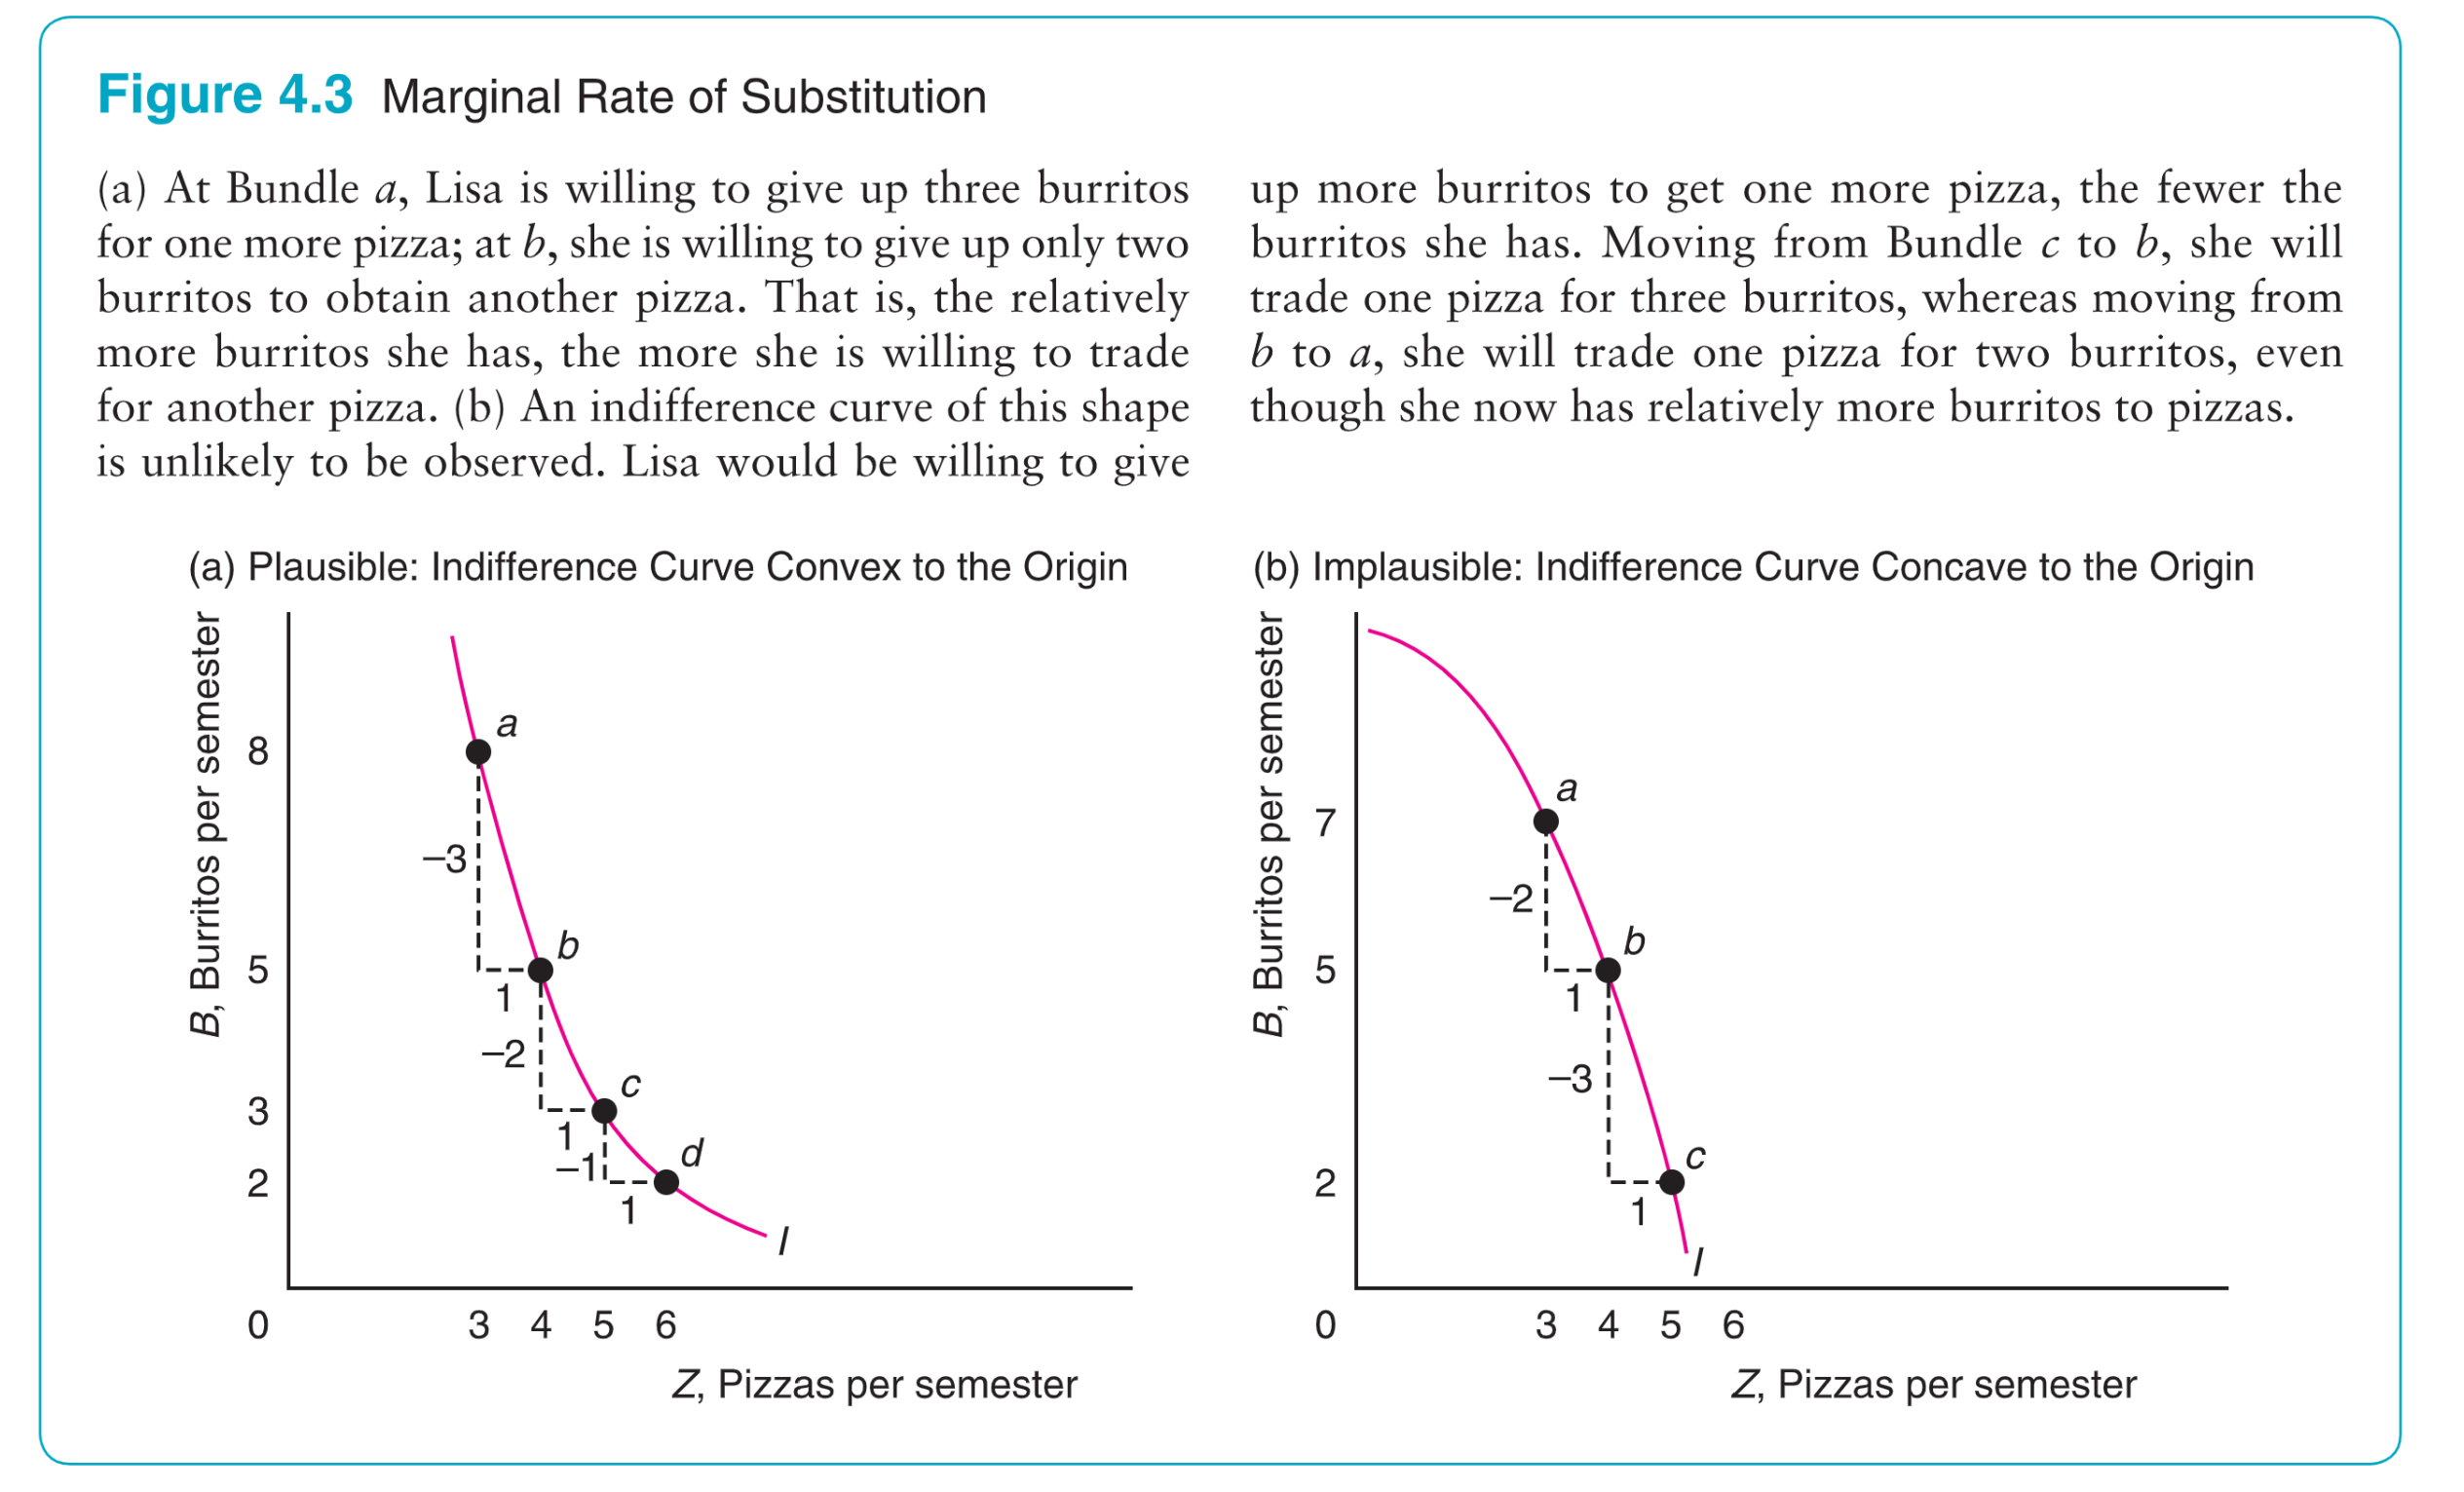 Figure 4.3 Marginal Rate of Substitution
(a) At Bundle a, Lisa is willing to give up three burritos
for one more pizza; at b, she is willing to give up only two
burritos to obtain another pizza. That is, the relatively
more burritos she has, the more she is willing to trade
for another pizza. (b) An indifference curve of this shape
is unlikely to be observed. Lisa would be willing to give
up more burritos to get one more pizza, the fewer the
burritos she has. Moving from Bundle c to b, she will
trade one pizza for three burritos, whereas moving from
b to a, she will trade one pizza for two burritos, even
though she now has relatively more burritos to pizzas.
(a) Plausible: Indifference Curve Convex to the Origin
B, Burritos per semester
a
8
–3
b
5
1
–2
c
3
1
–1
d
2
1
I
0 3 4 5 6
Z, Pizzas per semester
(b) Implausible: Indifference Curve Concave to the Origin
B, Burritos per semester
a
7
–2
b
5
1
–3
c
2
1
I
0 3 4 5 6
Z, Pizzas per semester